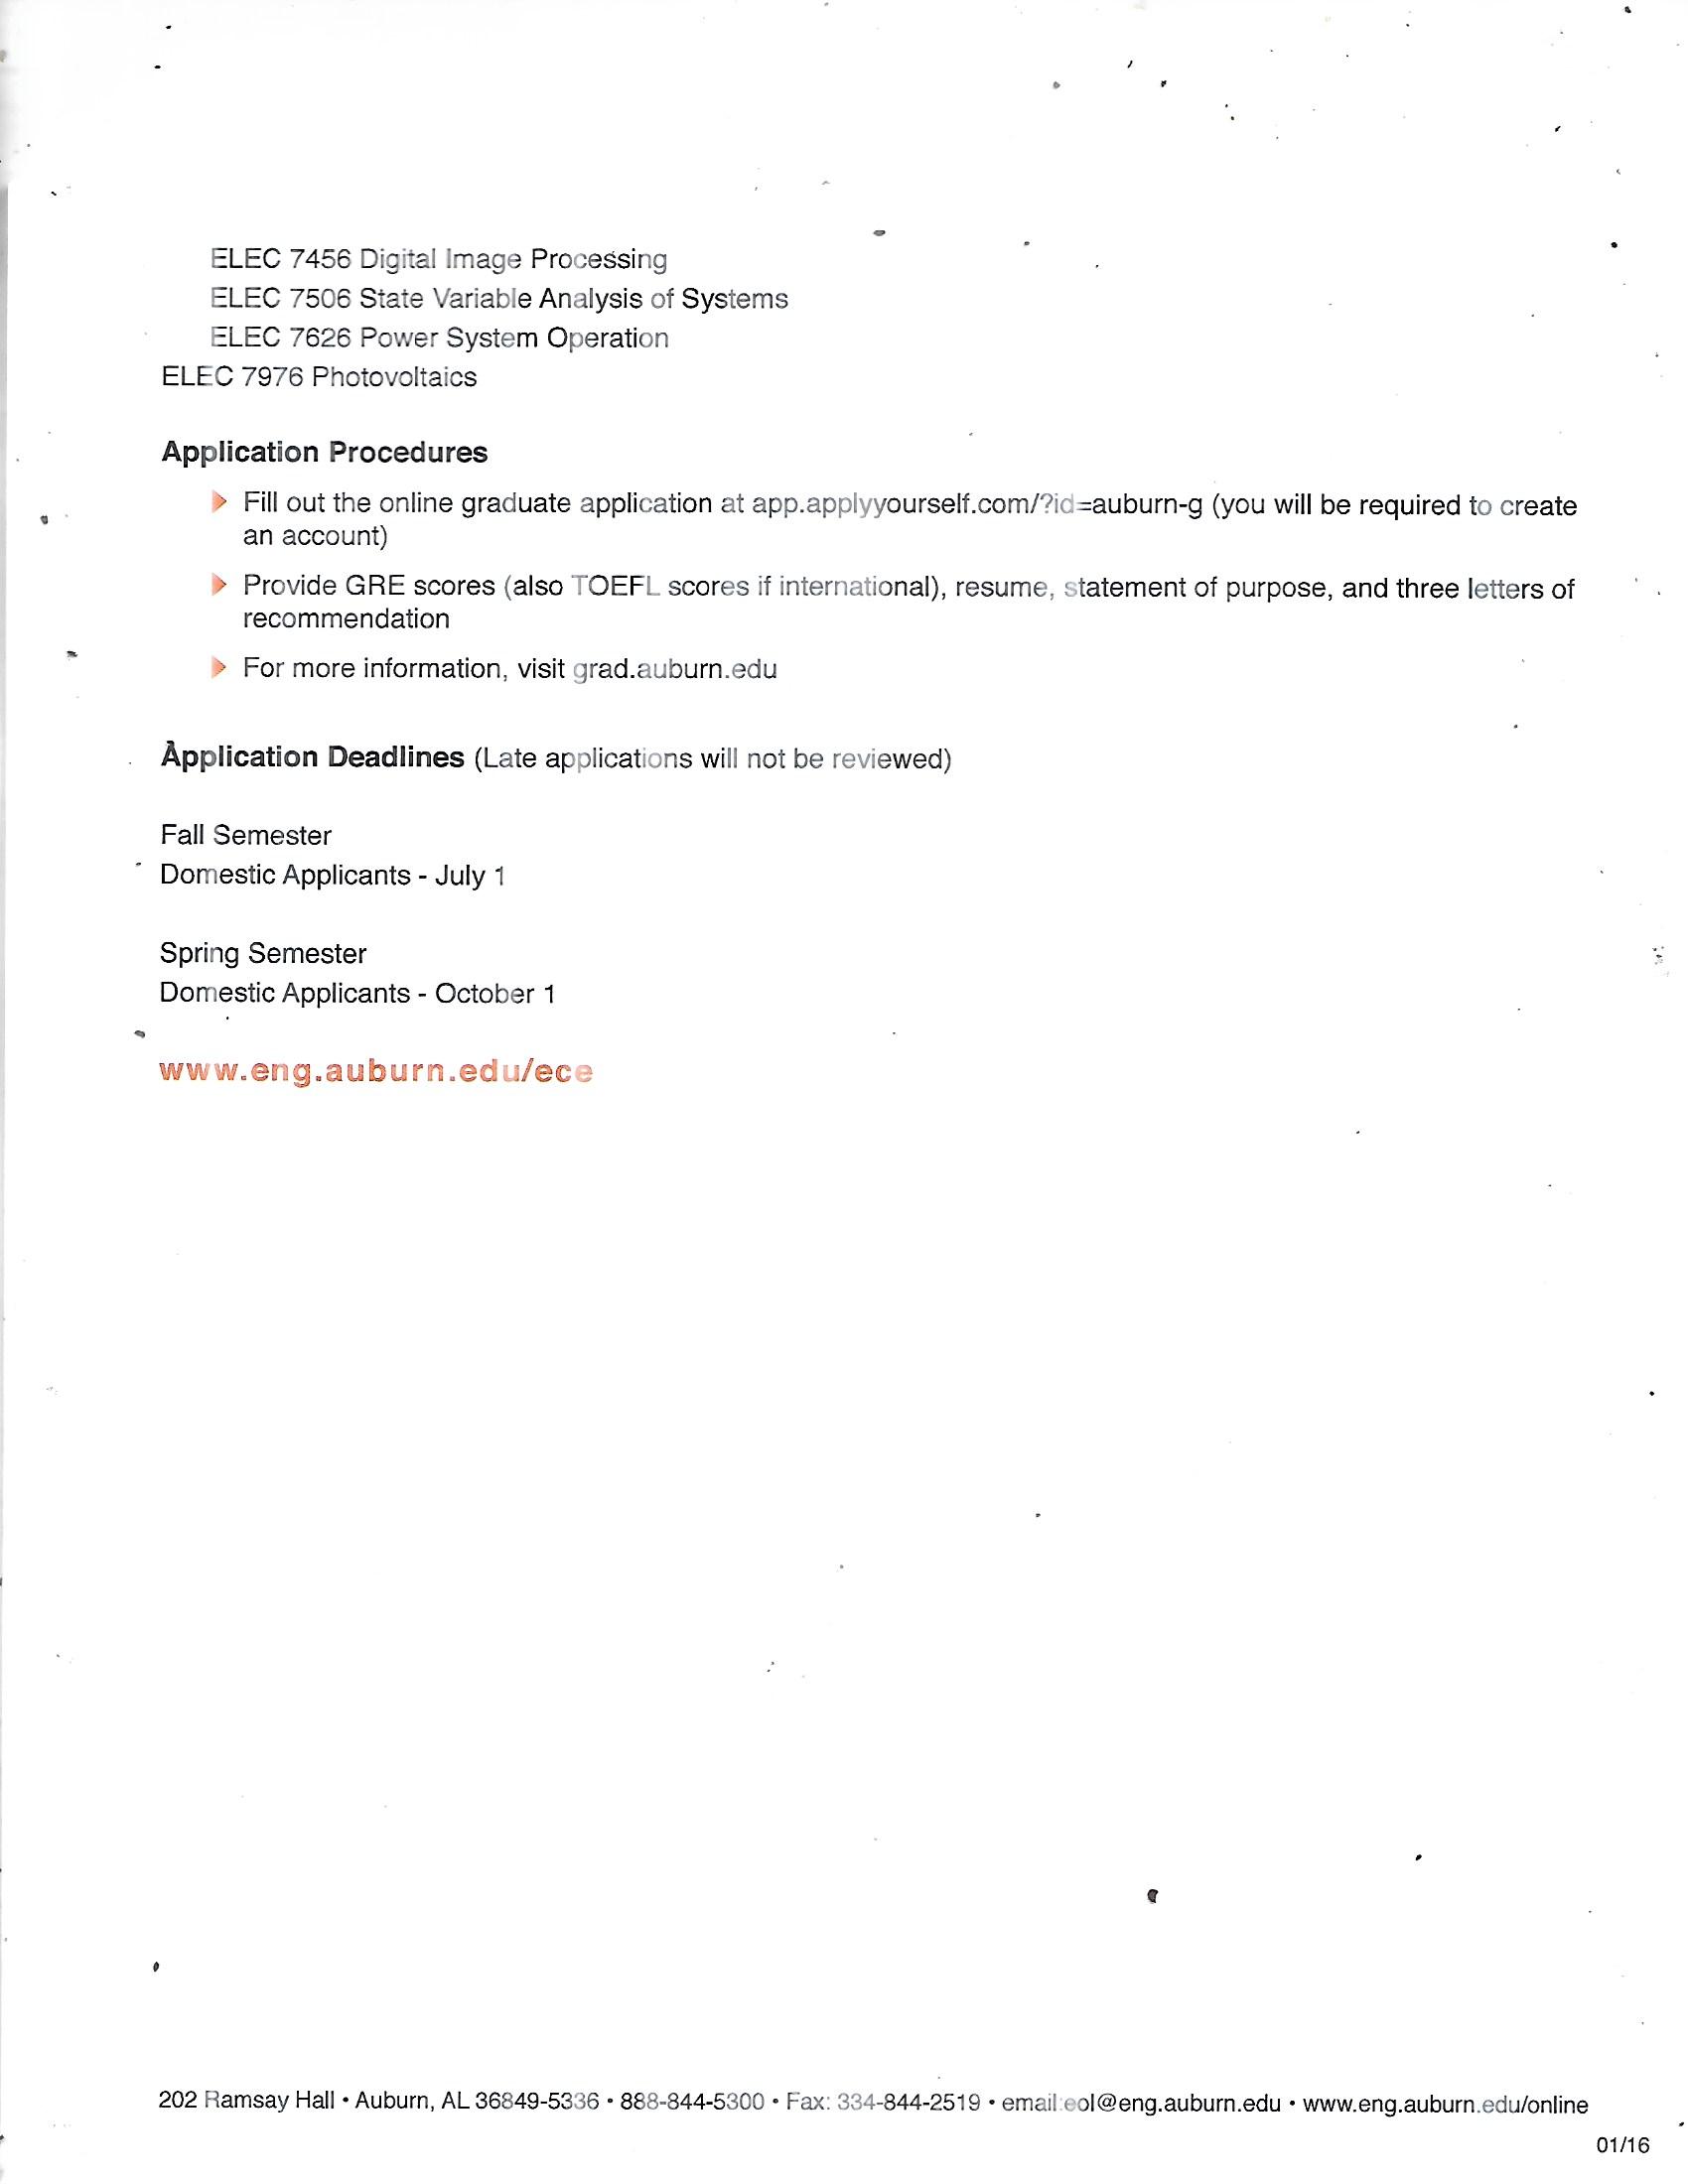 ELEC 7456 Digital Image Processing
ELEC 7506 State Variable Analysis of Systems
ELEC 7626 Power System Operation
ELEC 7976 Photovoltaics
Application Procedures
Fill out the online graduate application at app.applyyourself.com/?id=auburn-g (you will be required to create
an account)
Provide GRE scores (also TOEFL scores if international), resume, statement of purpose, and three letters of
recommendation
For more information, visit grad.auburn.edu
Application Deadlines (Late applications will not be reviewed)
Fall Semester
Domestic Applicants - July 1
Spring Semester
Domestic Applicants - October 1
www.eng.auburn.edu/ece
202 Ramsay Hall • Auburn, AL 36849-5336 • 888-844-5300 • Fax: 334-844-2519 • email:eol@eng.auburn.edu • www.eng.auburn.edu/online
01/16